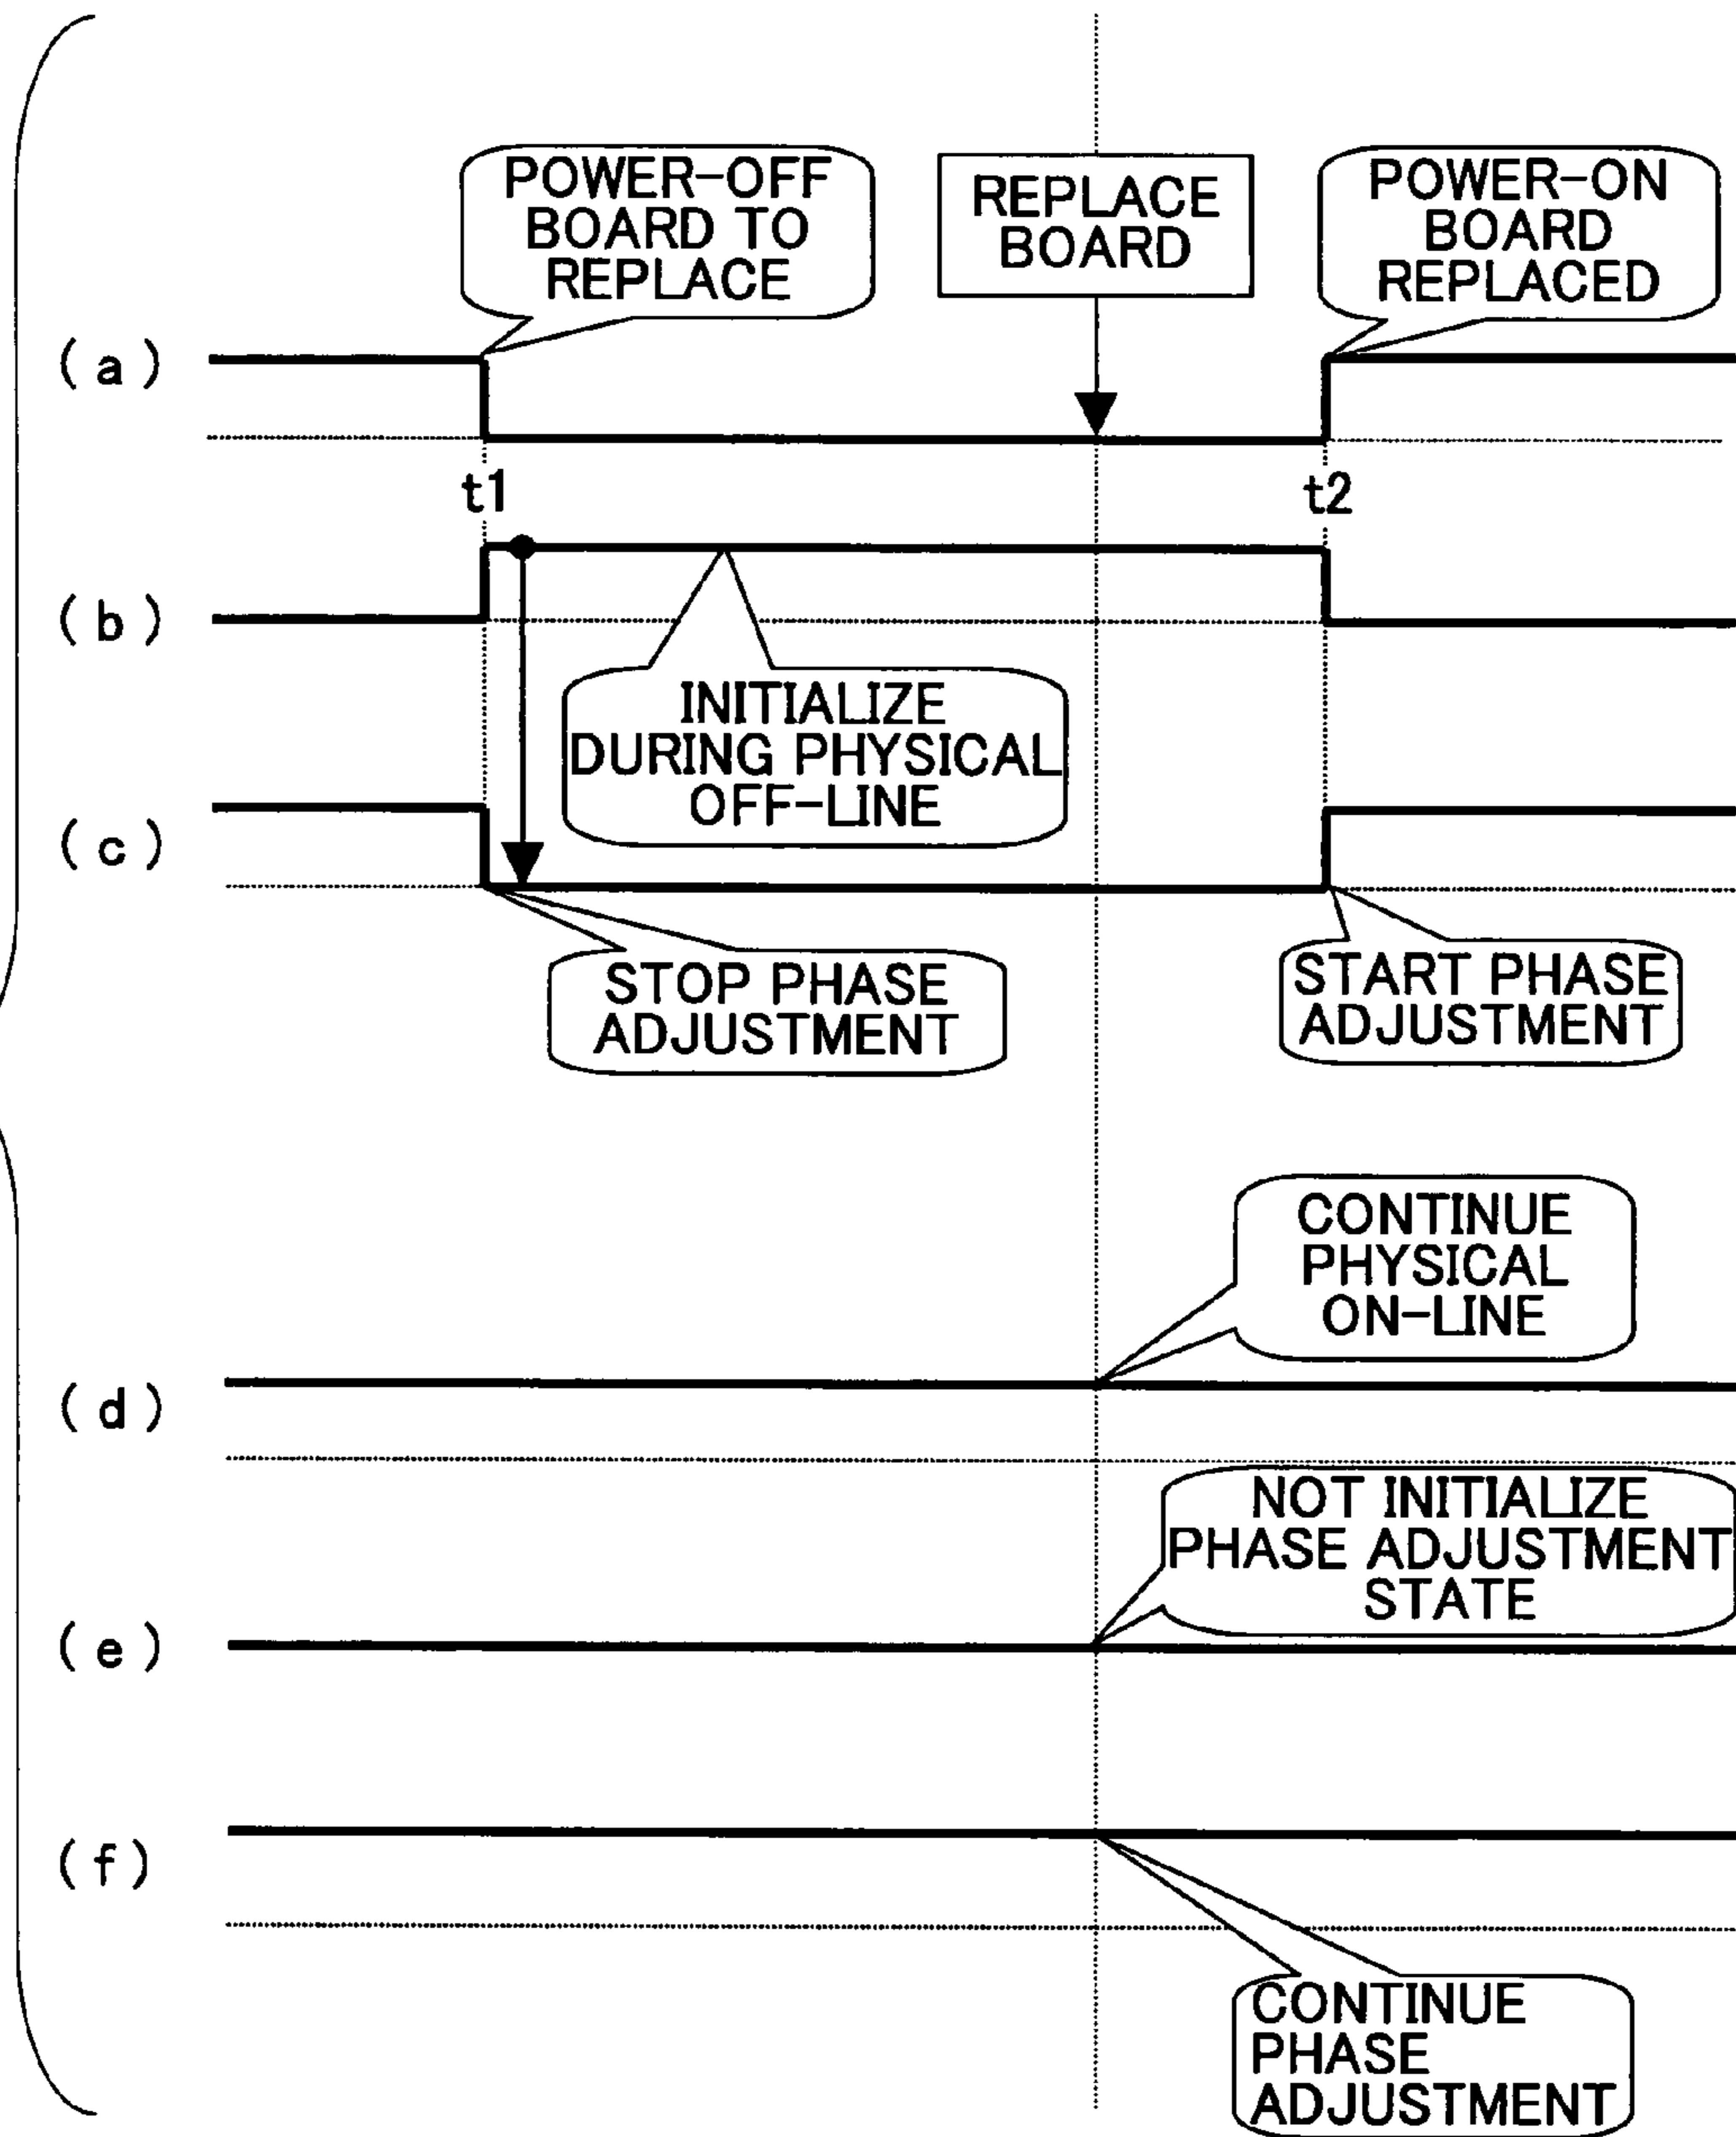 POWER-OFF
BOARD TO
REPLACE
REPLACE
BOARD
POWER-ON
BOARD
REPLACED
(a)
t1
t2
(b)
INITIALIZE
DURING PHYSICAL
OFF-LINE
(c)
STOP PHASE
ADJUSTMENT
START PHASE
ADJUSTMENT
CONTINUE
PHYSICAL
ON-LINE
(d)
NOT INITIALIZE
PHASE ADJUSTMENT
STATE
(e)
(f)
CONTINUE
PHASE
ADJUSTMENT